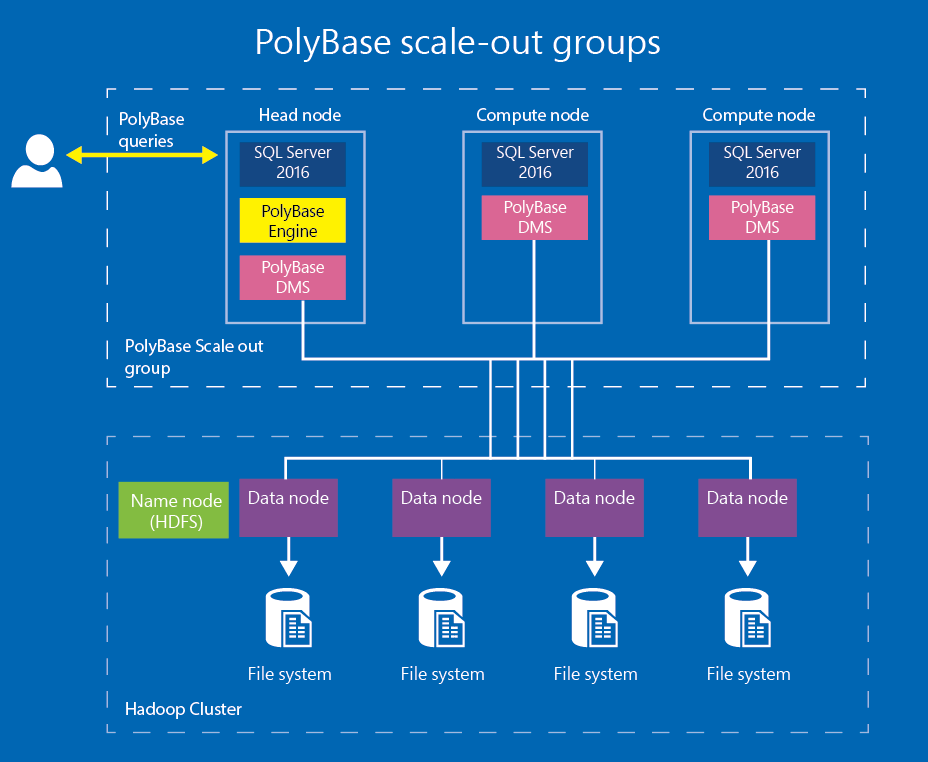 PolyBase scale-out groups
PolyBase
queries
Head node
SQL Server
2016
PolyBase
Engine
PolyBase
DMS
Compute node
SQL Server
2016
PolyBase
DMS
Compute node
SQL Server
2016
PolyBase
DMS
PolyBase Scale out
group
Name node
(HDFS)
Data node
Data node
Data node
Data node
File system
File system
File system
File system
Hadoop Cluster